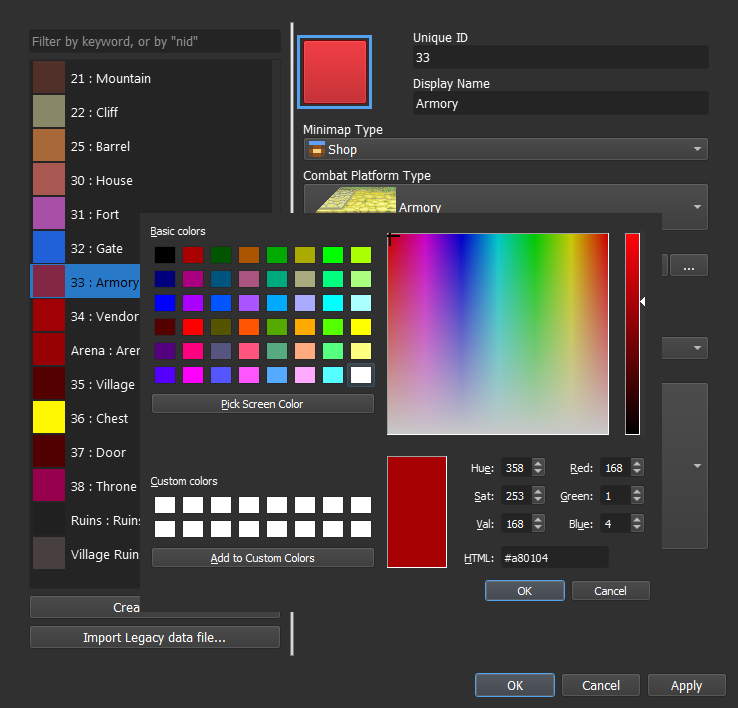 Filter by keyword, or by "nid"
21 : Mountain
22 : Cliff
25 : Barrel
30 : House
31 : Fort
32 : Gate
33 : Armory
34 : Vendor
Arena : Aren
35 : Village
36 : Chest
37 : Door
38 : Throne
Ruins : Ruins
Village Ruin
Crea
Import Legacy data file...
Unique ID
33
Display Name
Armory
Minimap Type
Shop
Combat Platform Type
Armory
...
Basic colors
Pick Screen Color
Custom colors
Add to Custom Colors
Hue: 358 Red: 168
Sat: 253 Green: 1
Val: 168 Blue: 4
HTML: #a80104
OK Cancel
OK Cancel Apply